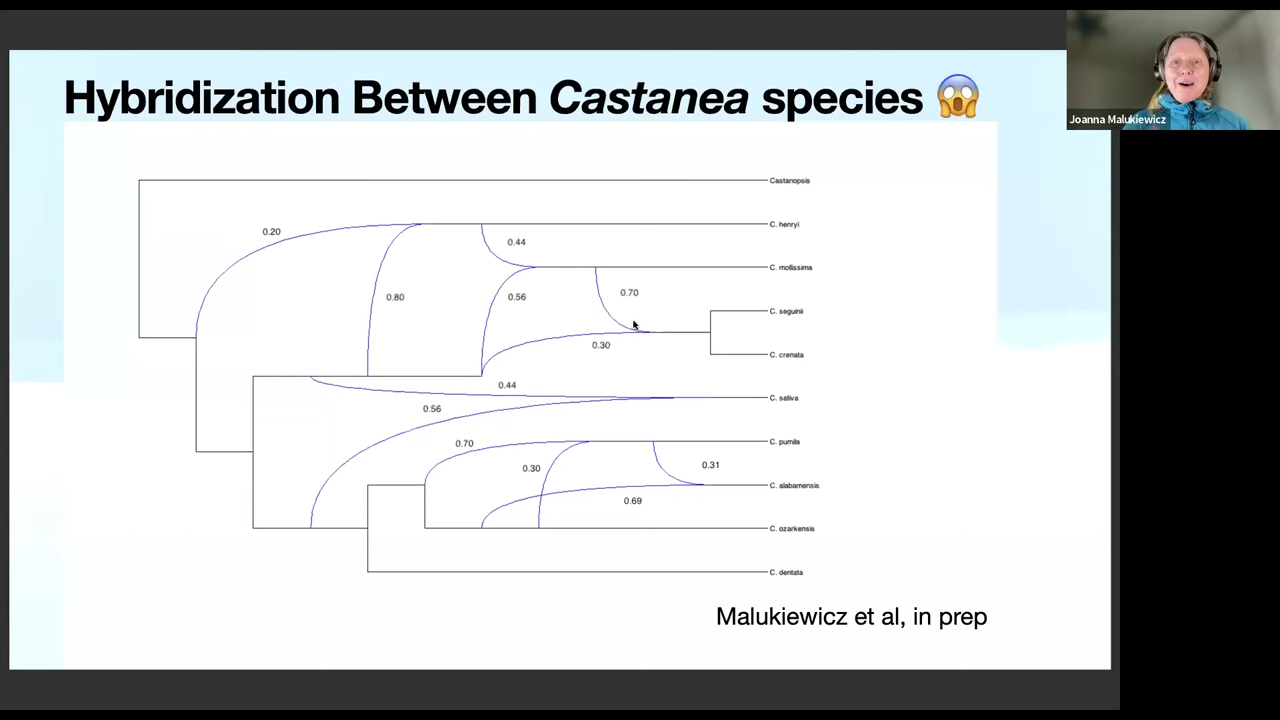 Hybridization Between Castanea species 😱
Joanna Malukiewicz
Castanopsis
0.20
C. henryi
0.44
C. mollissima
0.80
0.56
0.70
C. seguinii
0.30
C. crenata
0.44
C. sativa
0.56
0.70
C. pumila
0.30
0.31
C. alabamensis
0.69
C. ozarkensis
C. dentata
Malukiewicz et al, in prep